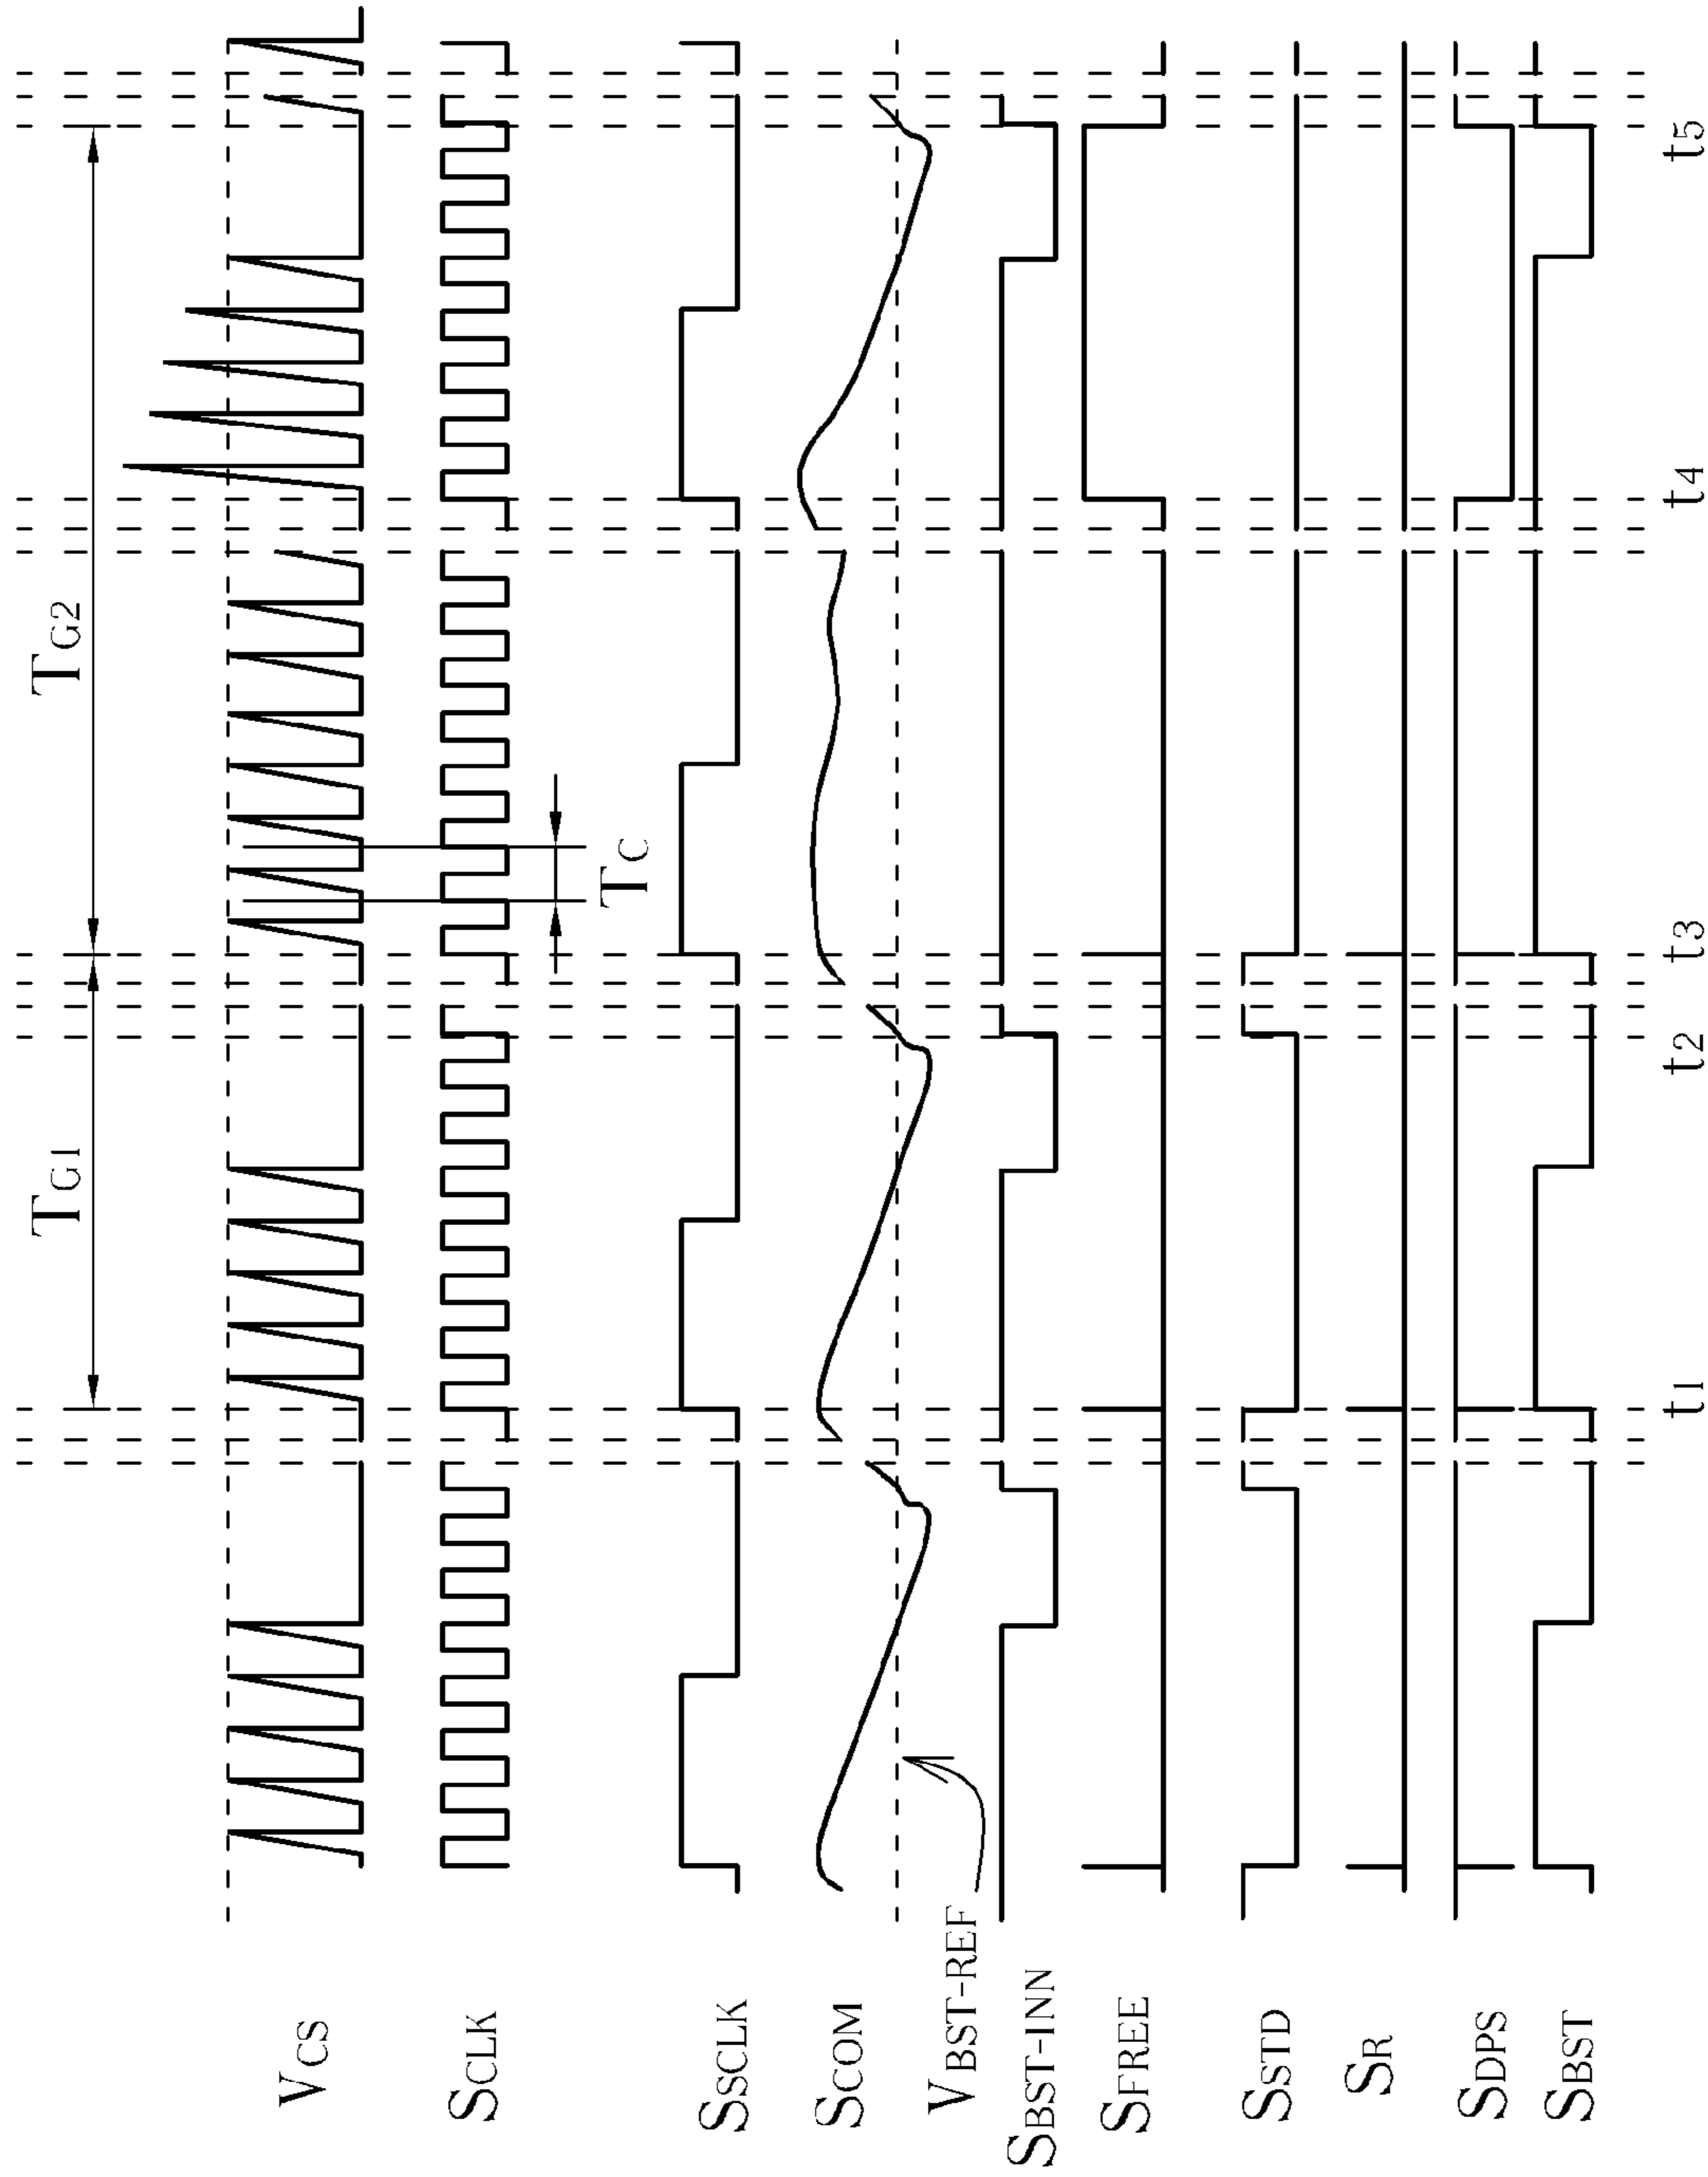 TG1
TG2
VCS
SCLK
TC
SSCLK
SCOM
VBST-REF
SBST-INN
SFREE
SSTD
SR
SDPS
SBST
t1
t2
t3
t4
t5